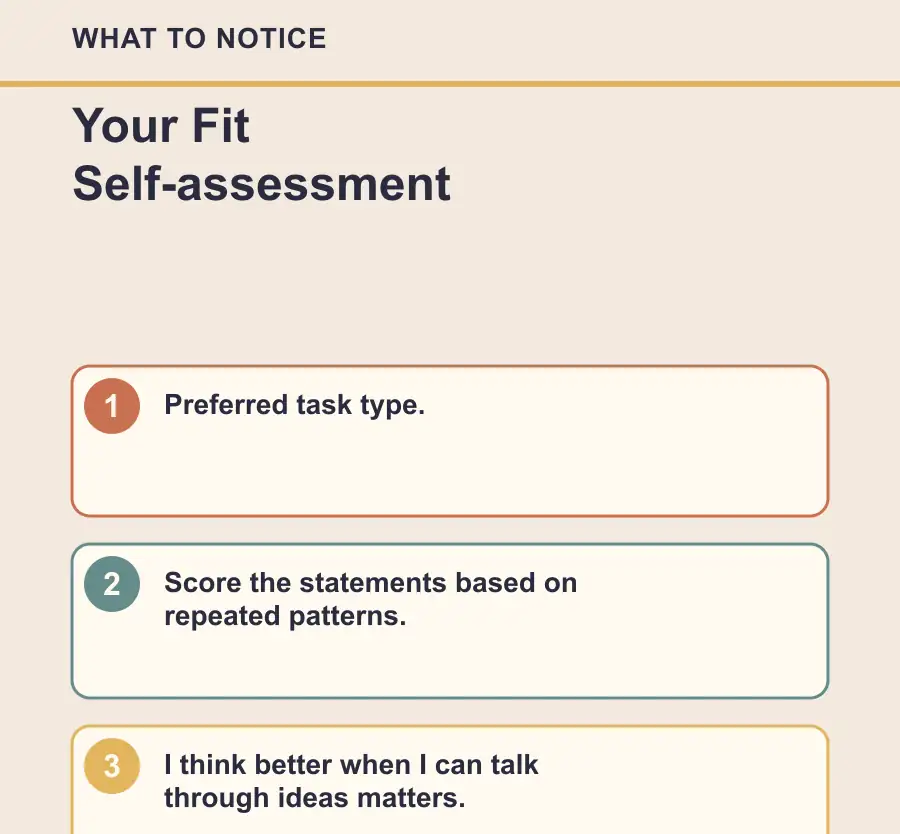 WHAT TO NOTICE
Your Fit
Self-assessment
1
Preferred task type.
2
Score the statements based on
repeated patterns.
3
I think better when I can talk
through ideas matters.